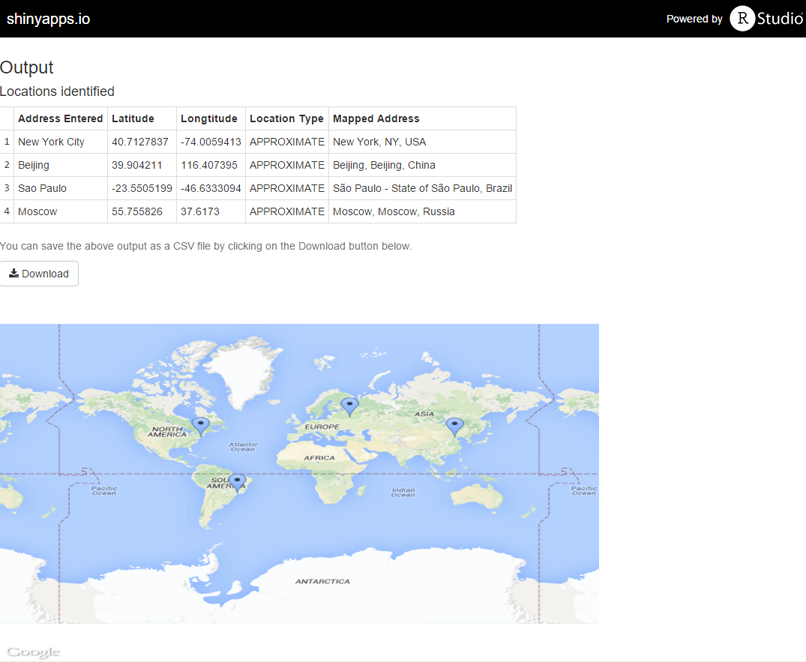 shinyapps.io
Powered by R Studio
Output
Locations identified
Address Entered Latitude Longtitude Location Type Mapped Address
1 New York City 40.7127837 -74.0059413 APPROXIMATE New York, NY, USA
2 Beijing 39.904211 116.407395 APPROXIMATE Beijing, Beijing, China
3 Sao Paulo -23.5505199 -46.6333094 APPROXIMATE São Paulo - State of São Paulo, Brazil
4 Moscow 55.755826 37.6173 APPROXIMATE Moscow, Moscow, Russia
You can save the above output as a CSV file by clicking on the Download button below.
Download
NORTH
AMERICA
EUROPE
ASIA
Atlantic
Ocean
AFRICA
SOU
AMERICA
Pacific
Ocean
Indian
Ocean
Pacific
Ocean
ANTARCTICA
Google